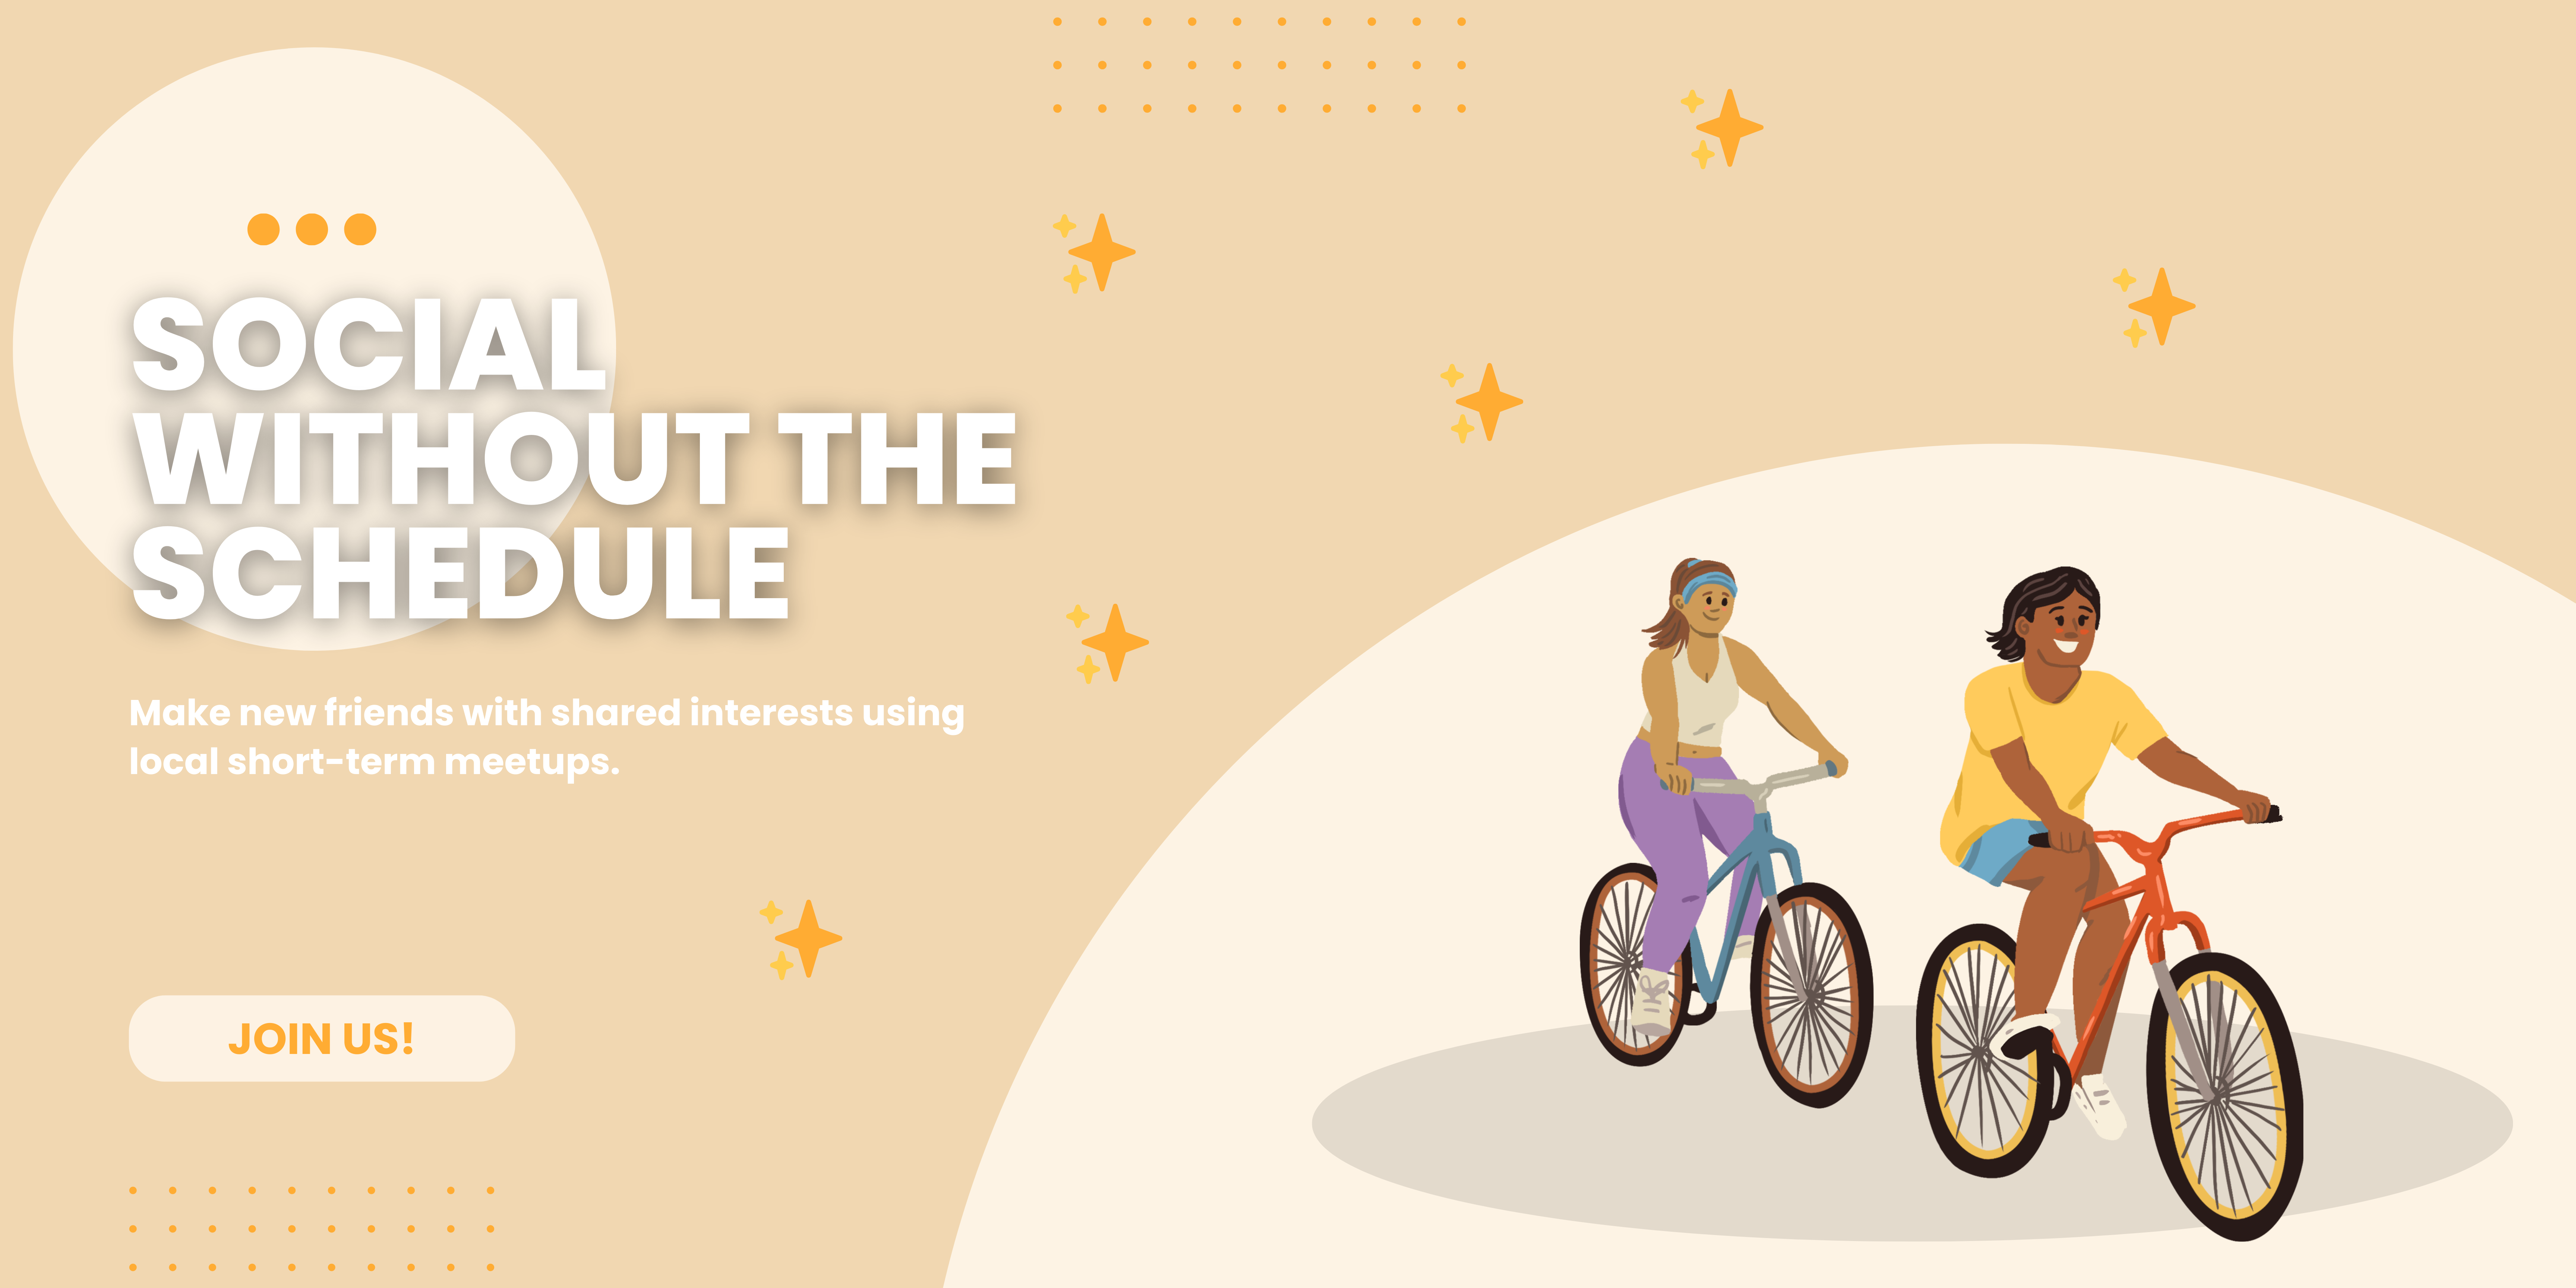 SOCIAL
WITHOUT THE
SCHEDULE
Make new friends with shared interests using
local short-term meetups.
JOIN US!